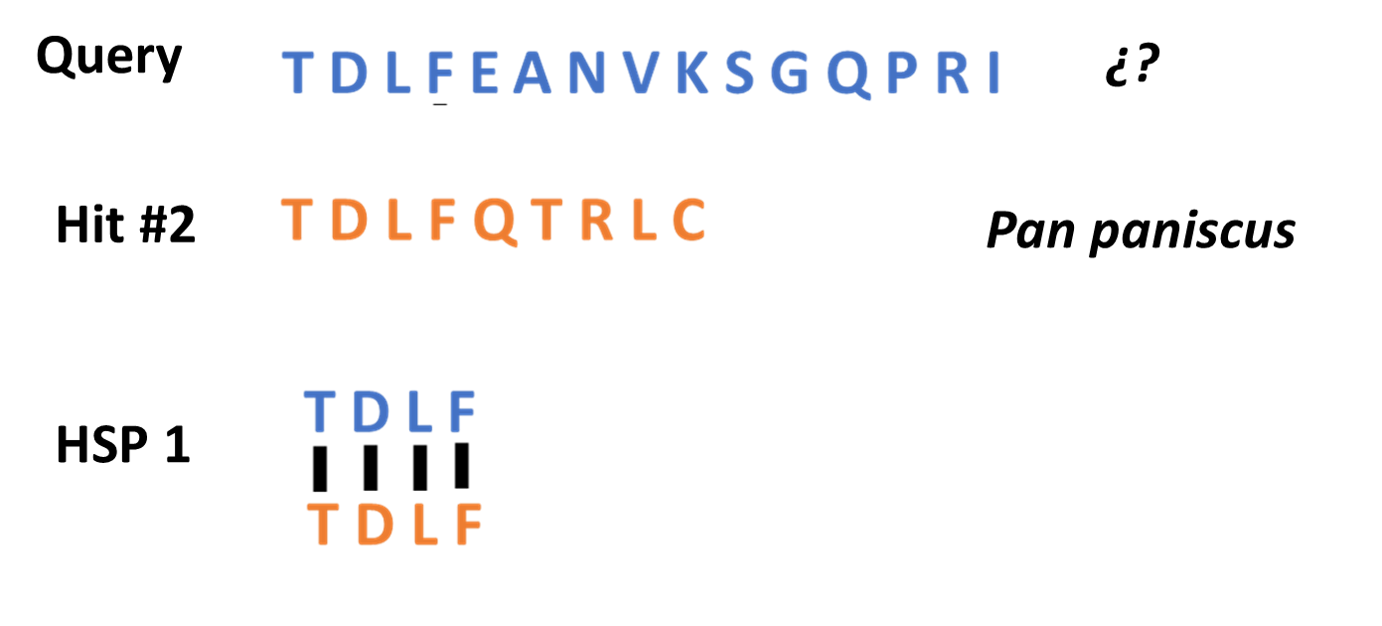 Query T D L F E A N V K S G Q P R I ¿?
Hit #2 T D L F Q T R L C Pan paniscus
T D L F
HSP 1
T D L F